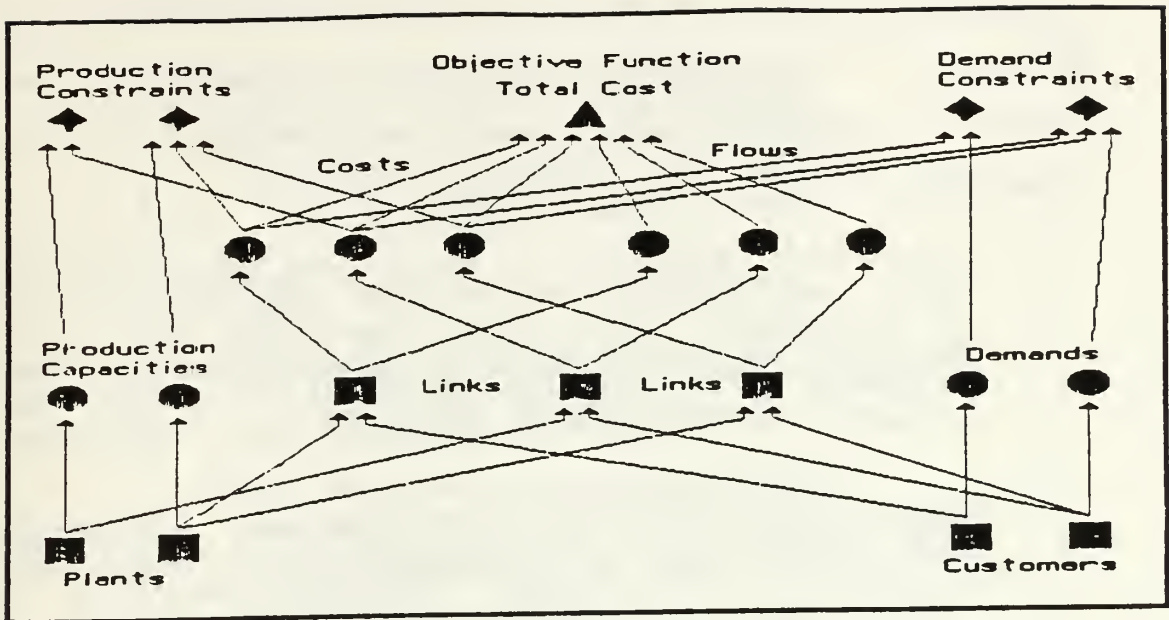 Production
Constraints
Objective Function
Total Cost
Demand
Constraints
Costs
Flows
Production
Capacities
Links
Links
Demands
Plants
Customers